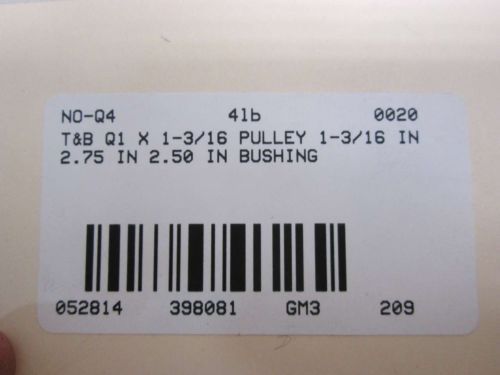 NO-Q4 4lb 0020
T&B Q1 X 1-3/16 PULLEY 1-3/16 IN
2.75 IN 2.50 IN BUSHING
052814 398081 GM3 209